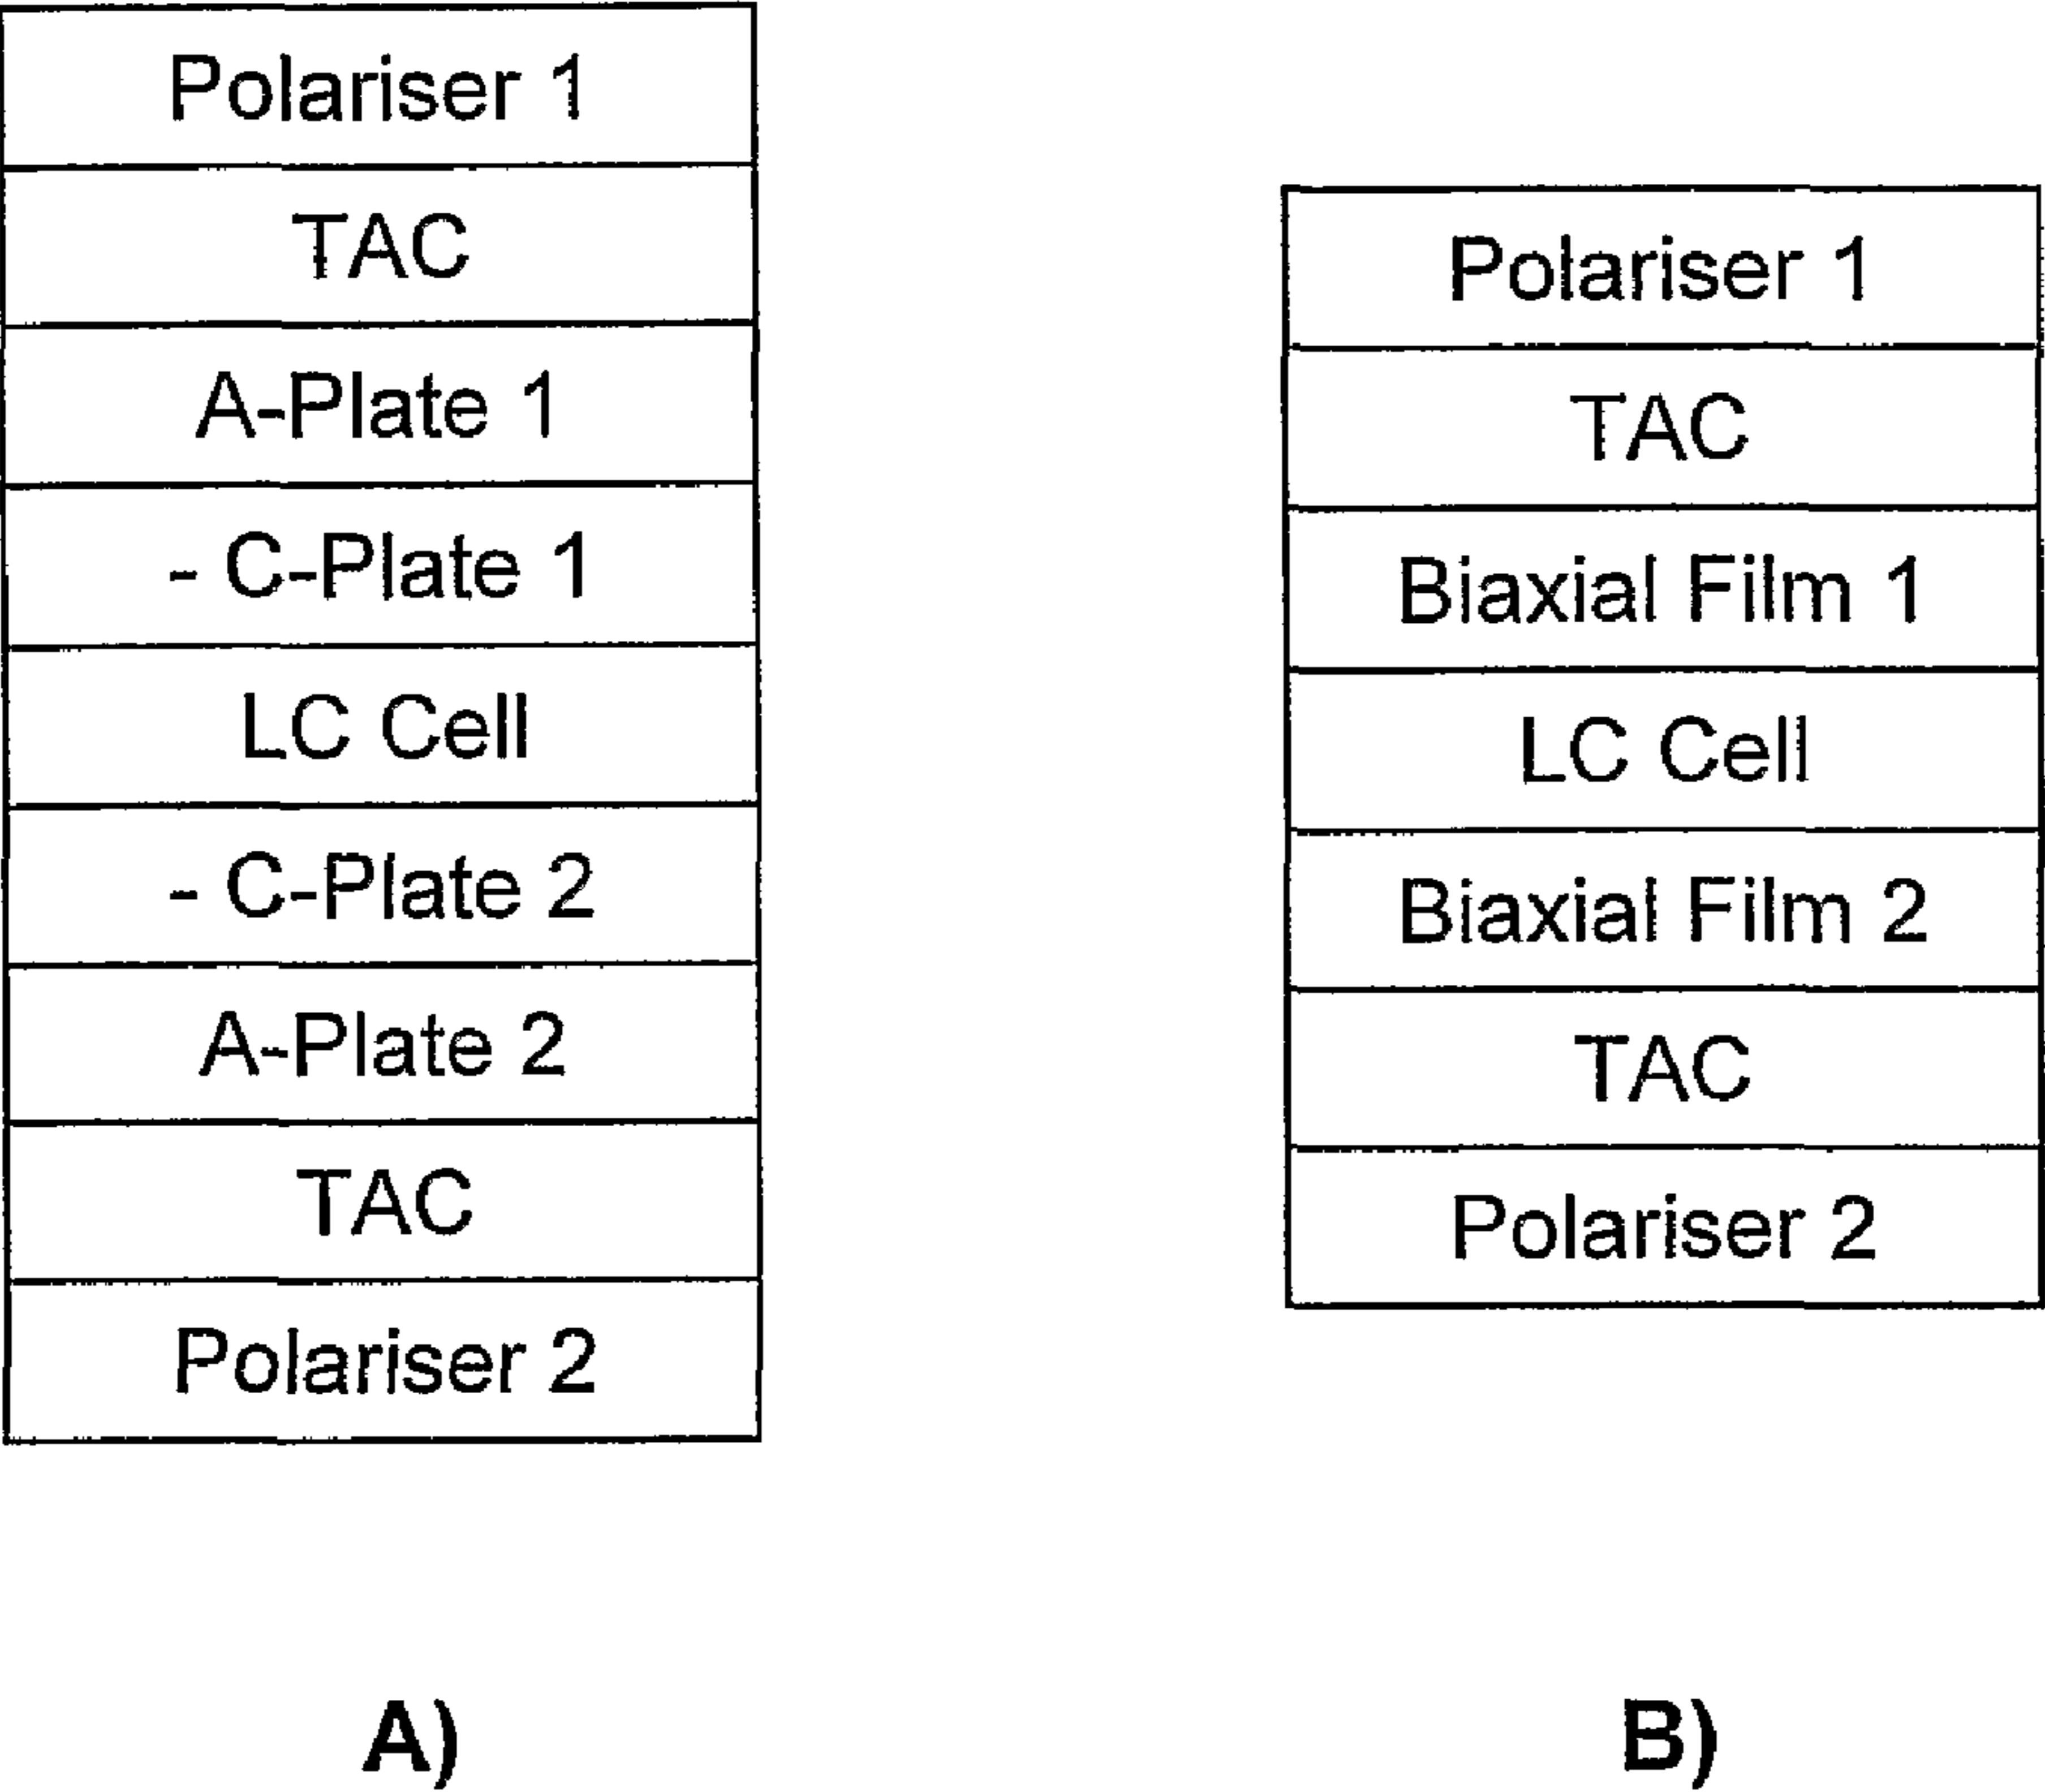 Polariser 1
TAC
A-Plate 1
- C-Plate 1
LC Cell
- C-Plate 2
A-Plate 2
TAC
Polariser 2
A)
Polariser 1
TAC
Biaxial Film 1
LC Cell
Biaxial Film 2
TAC
Polariser 2
B)